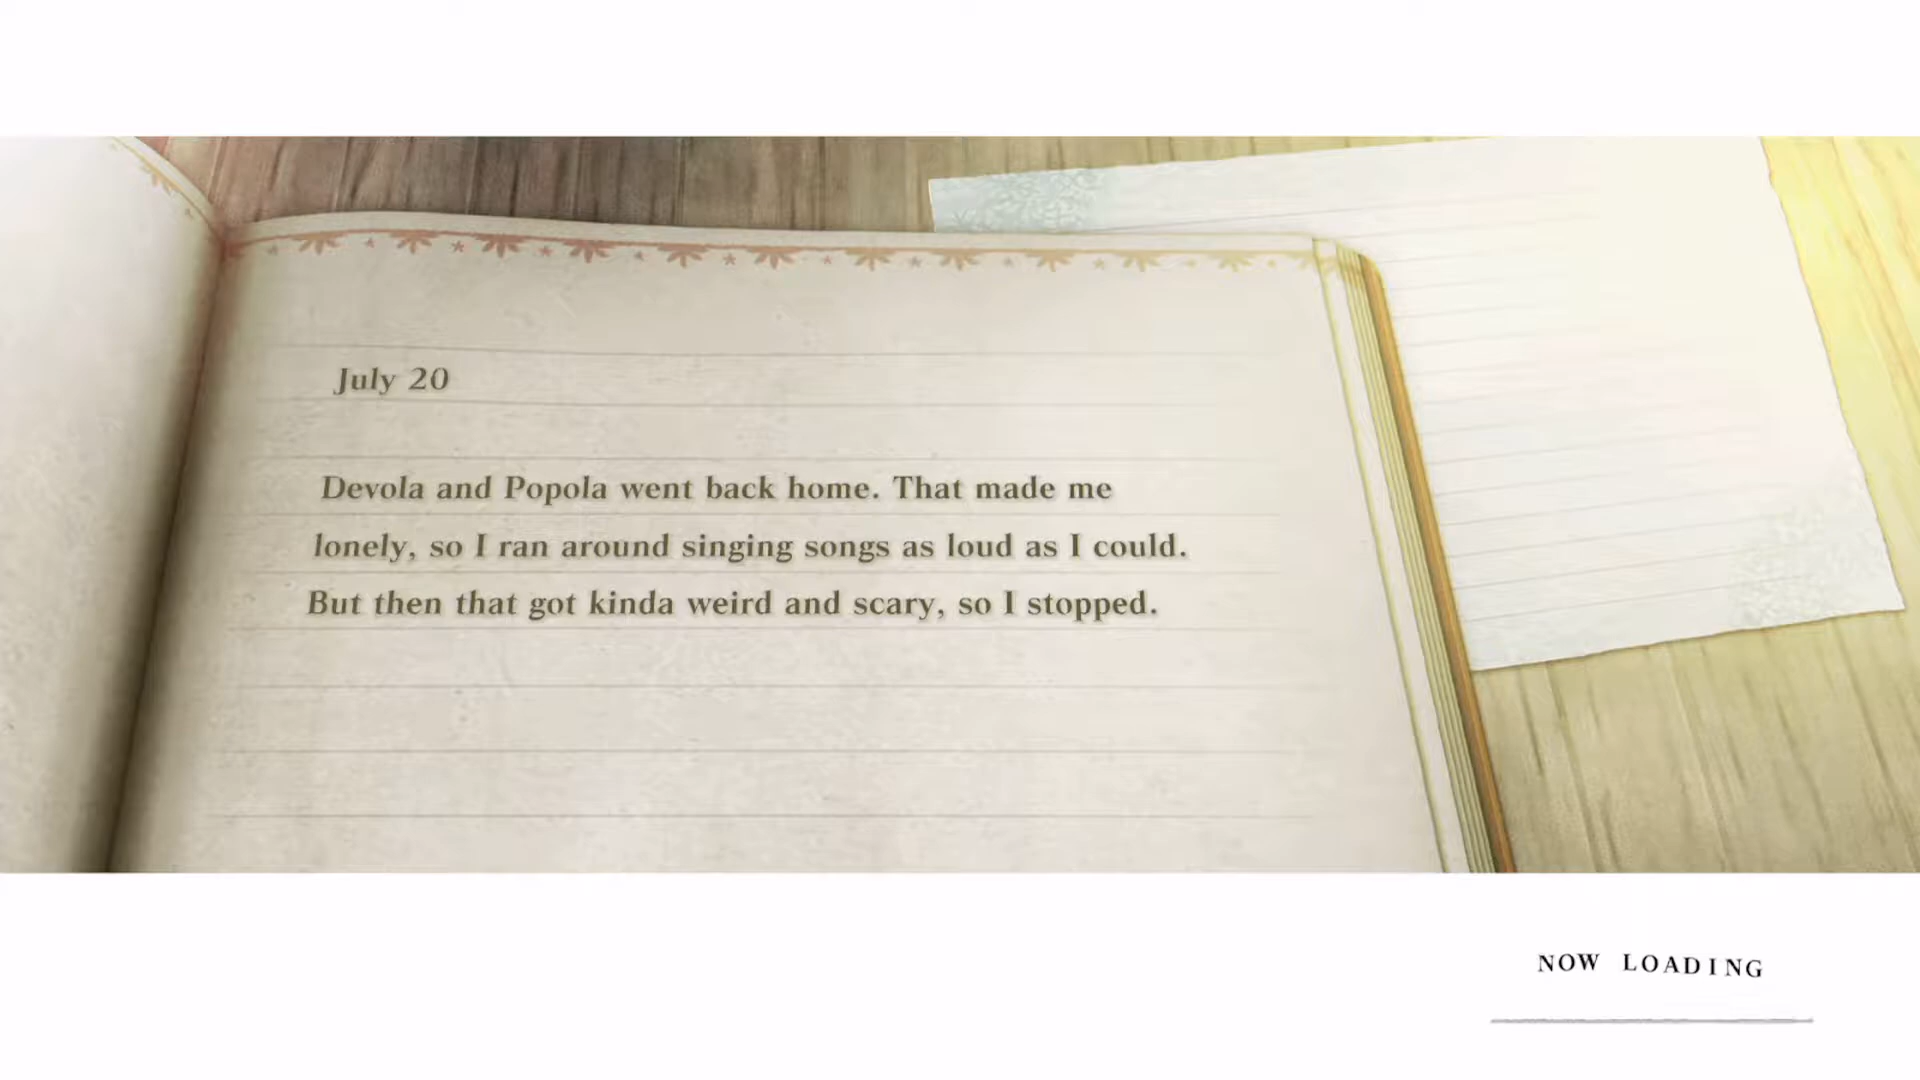 July 20
Devola and Popola went back home. That made me
lonely, so I ran around singing songs as loud as I could.
But then that got kinda weird and scary, so I stopped.
NOW LOADING